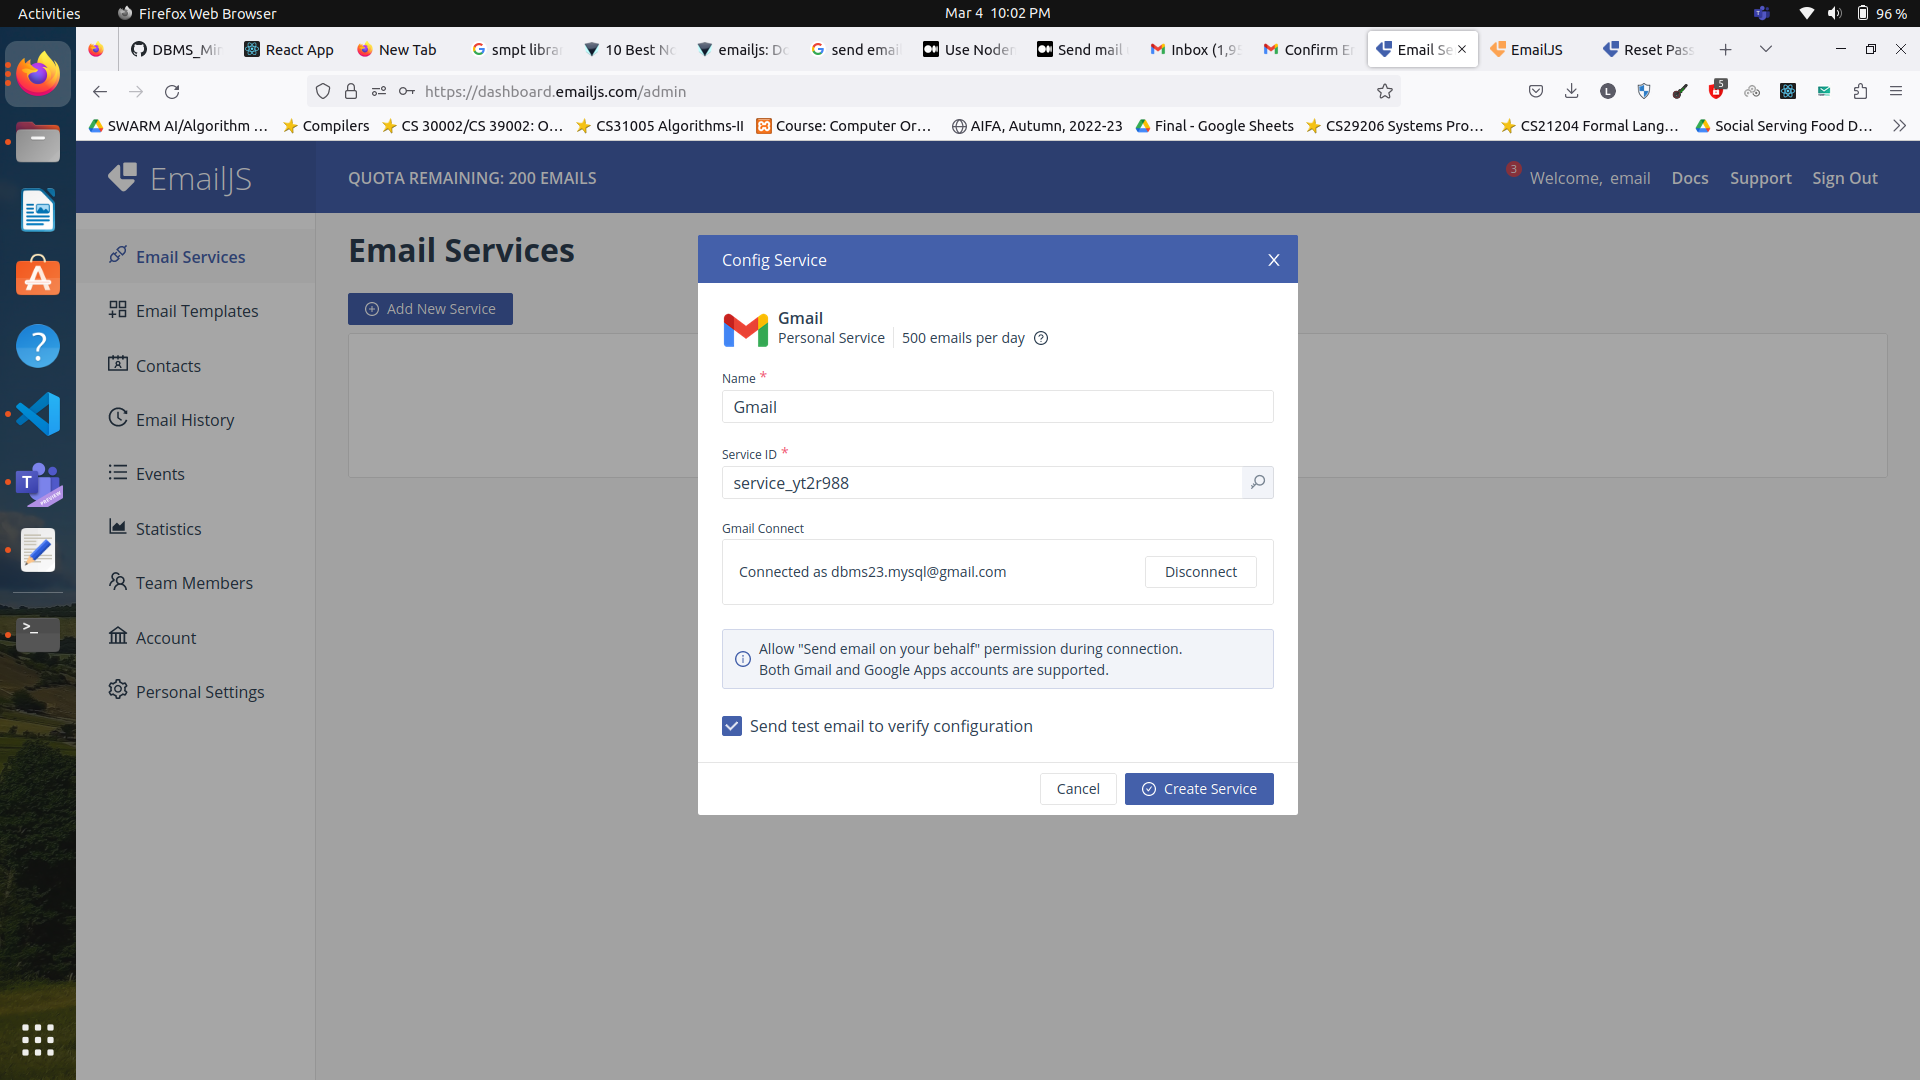 Activities Firefox Web Browser Mar 4 10:02 PM 96 %
DBMS_Mi React App New Tab smpt libra 10 Best No emailjs: Do send email Use Noden Send mail Inbox (1,95 Confirm E Email Se EmailJS Reset Pass
https://dashboard.emailjs.com/admin L 5
SWARM AI/Algorithm ... Compilers CS 30002/CS 39002: O... CS31005 Algorithms-II Course: Computer Or... AIFA, Autumn, 2022-23 Final - Google Sheets CS29206 Systems Pro... CS21204 Formal Lang... Social Serving Food D...
EmailJS QUOTA REMAINING: 200 EMAILS 3 Welcome, email Docs Support Sign Out
Email Services
Email Templates
Contacts
Email History
Events
Statistics
Team Members
Account
Personal Settings
Email Services
Add New Service
Config Service X
Gmail
Personal Service 500 emails per day
Name *
Gmail
Service ID *
service_yt2r988
Gmail Connect
Connected as dbms23.mysql@gmail.com Disconnect
Allow "Send email on your behalf" permission during connection.
Both Gmail and Google Apps accounts are supported.
Send test email to verify configuration
Cancel Create Service